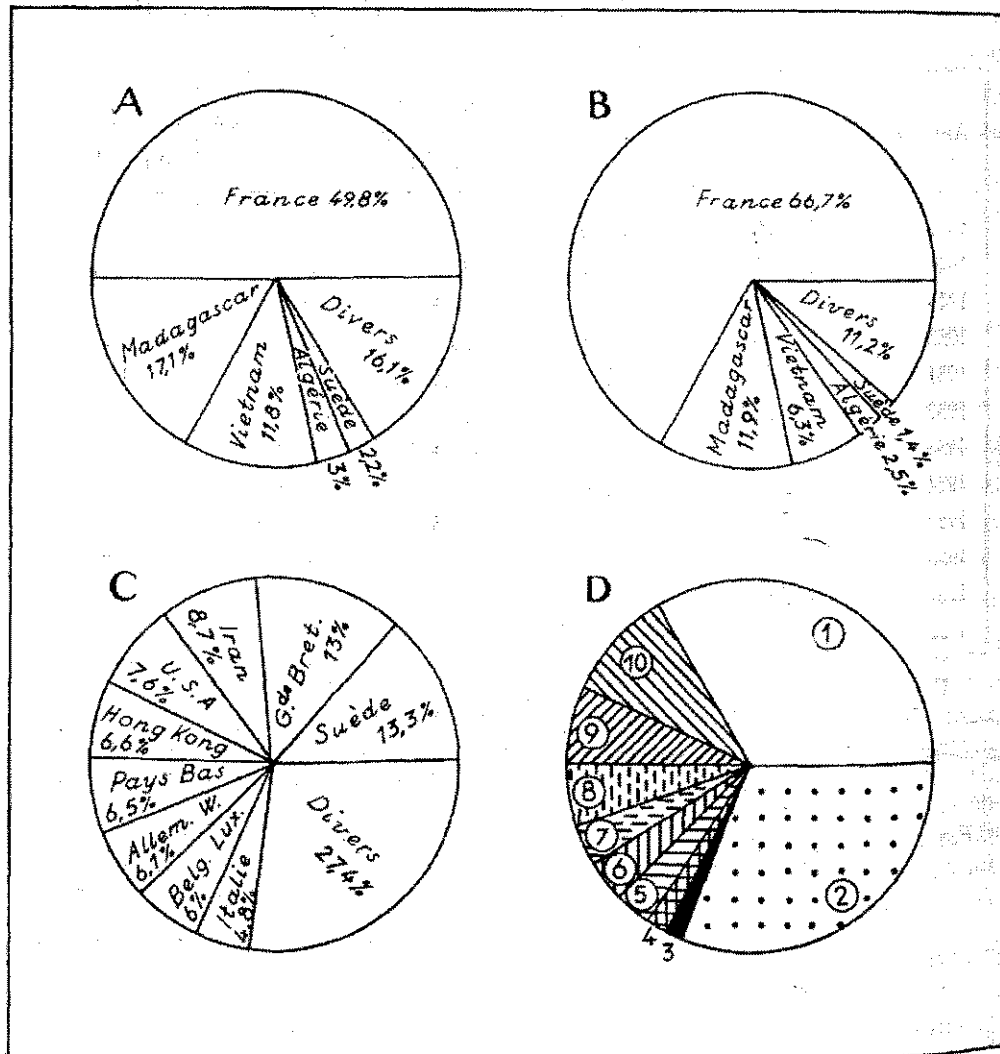 A
France 49,8%
Madagascar
17,1%
Vietnam
11,8%
Algérie
3%
Suède
2,2%
Divers
16,1%
B
France 66,7%
Madagascar
11,9%
Vietnam
6,3%
Algérie 2,5%
Suède 1,4%
Divers
11,2%
C
Iran
8,7%
G.de Bret.
13%
Suède
13,3%
U.S.A
7,6%
Hong Kong
6,6%
Pays Bas
6,5%
Allem. W.
6,1%
Belg. Lux.
6%
Italie
4,8%
Divers
27,4%
D
1
10
9
8
7
6
5
4
3
2